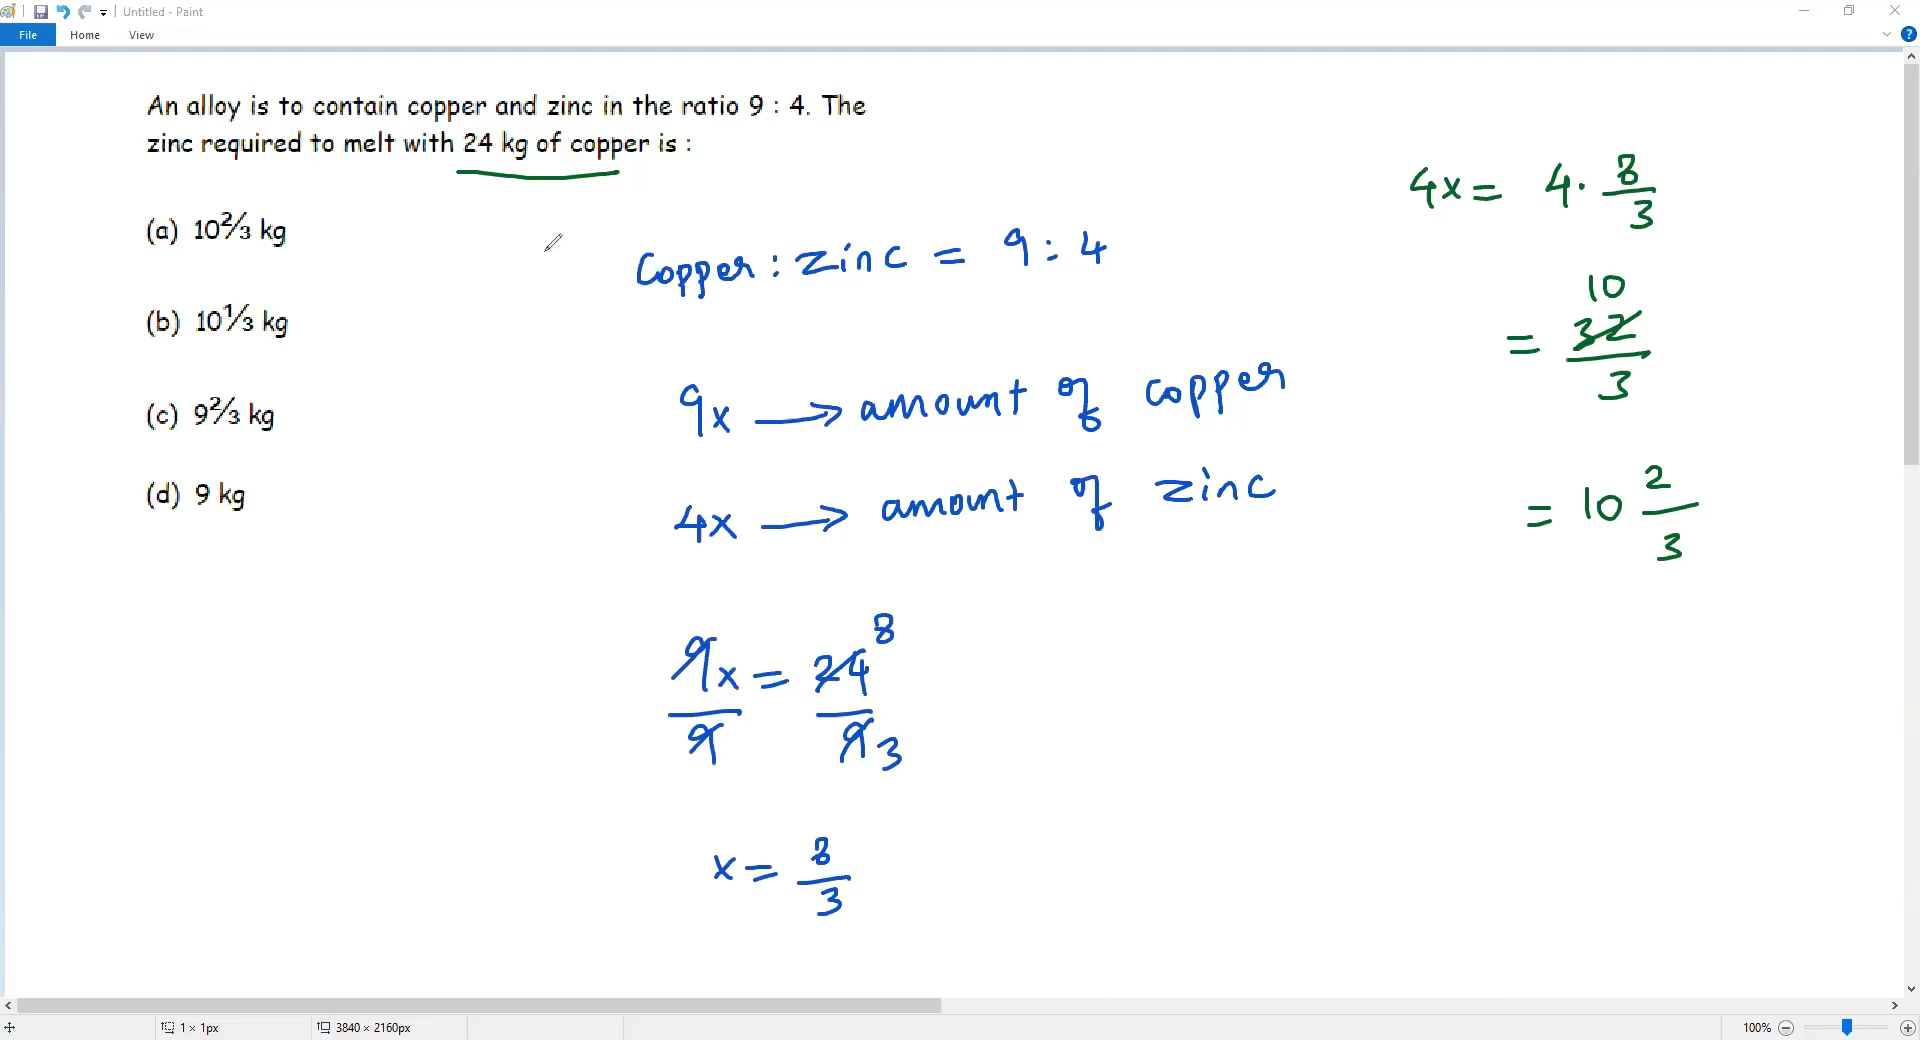 Untitled - Paint
File Home View
An alloy is to contain copper and zinc in the ratio 9 : 4. The
zinc required to melt with 24 kg of copper is :
(a) 10⅔ kg
(b) 10⅓ kg
(c) 9⅔ kg
(d) 9 kg
Copper : zinc = 9 : 4
9x → amount of copper
4x → amount of zinc
9x/9 = 24/9 8 3
x = 8/3
4x = 4 · 8/3
10
= 32/3
= 10 2/3
1 × 1px 3840 × 2160px 100%